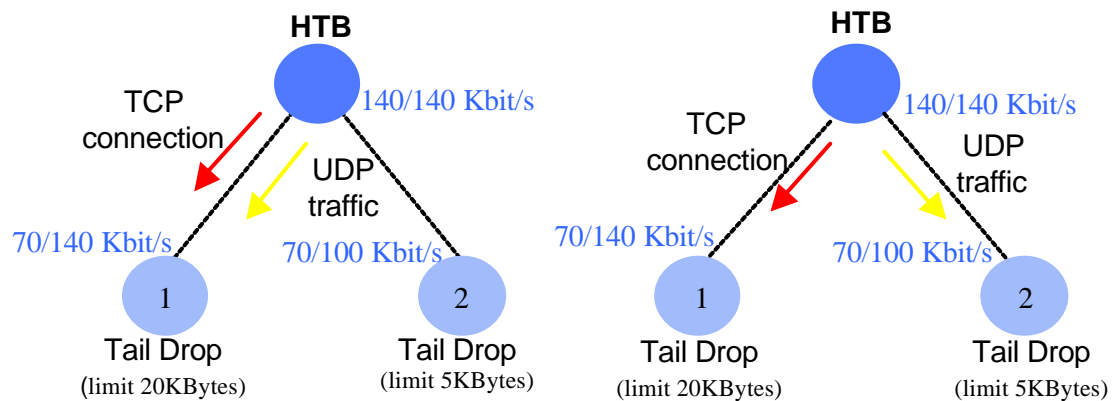 HTB
140/140 Kbit/s
TCP
connection
UDP
traffic
70/140 Kbit/s
70/100 Kbit/s
1
2
Tail Drop
(limit 20KBytes)
Tail Drop
(limit 5KBytes)
HTB
140/140 Kbit/s
TCP
connection
UDP
traffic
70/140 Kbit/s
70/100 Kbit/s
1
2
Tail Drop
(limit 20KBytes)
Tail Drop
(limit 5KBytes)